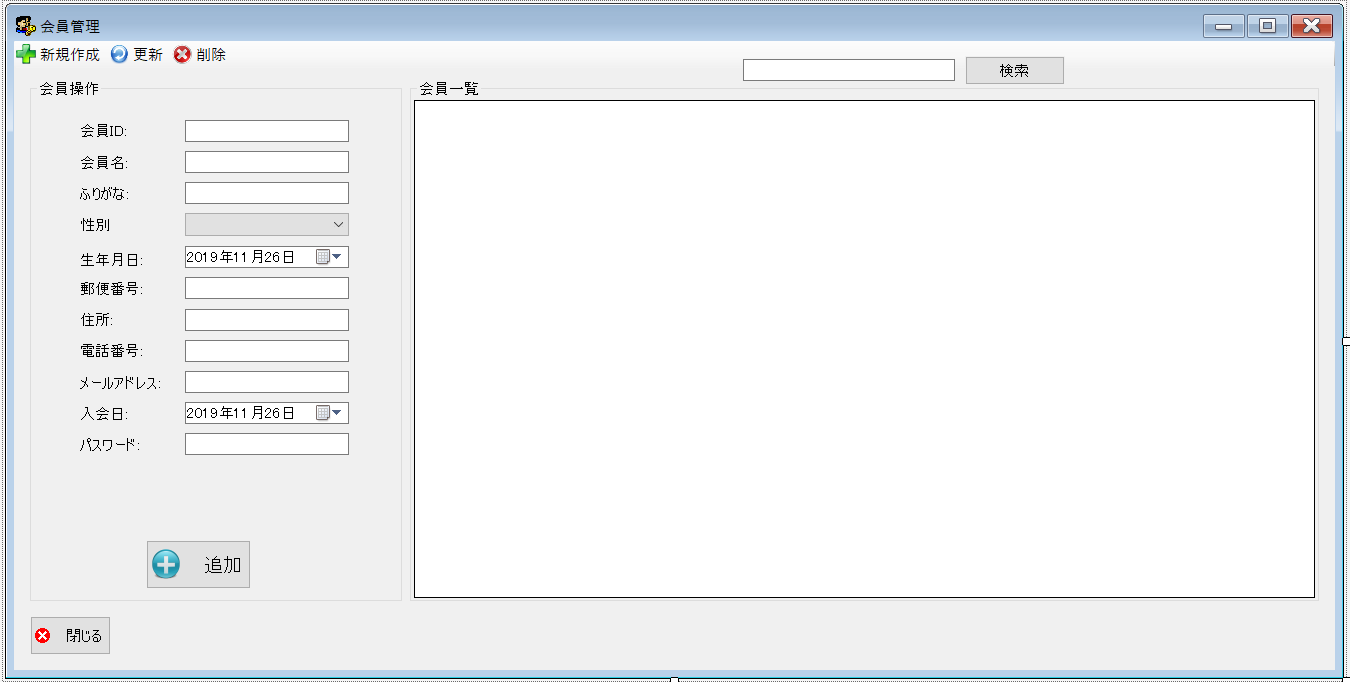 会員管理
新規作成 更新 削除
検索
会員操作
会員ID:
会員名:
ふりがな:
性別
生年月日: 2019年11月26日
郵便番号:
住所:
電話番号:
メールアドレス:
入会日: 2019年11月26日
パスワード:
追加
会員一覧
閉じる